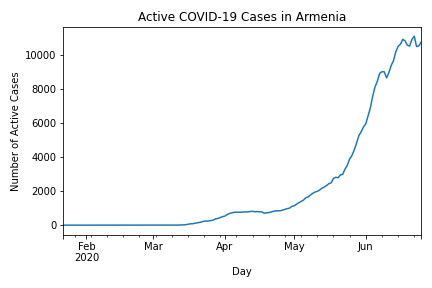 Active COVID-19 Cases in Armenia
Number of Active Cases
10000
8000
6000
4000
2000
0
Feb Mar Apr May Jun
2020
Day